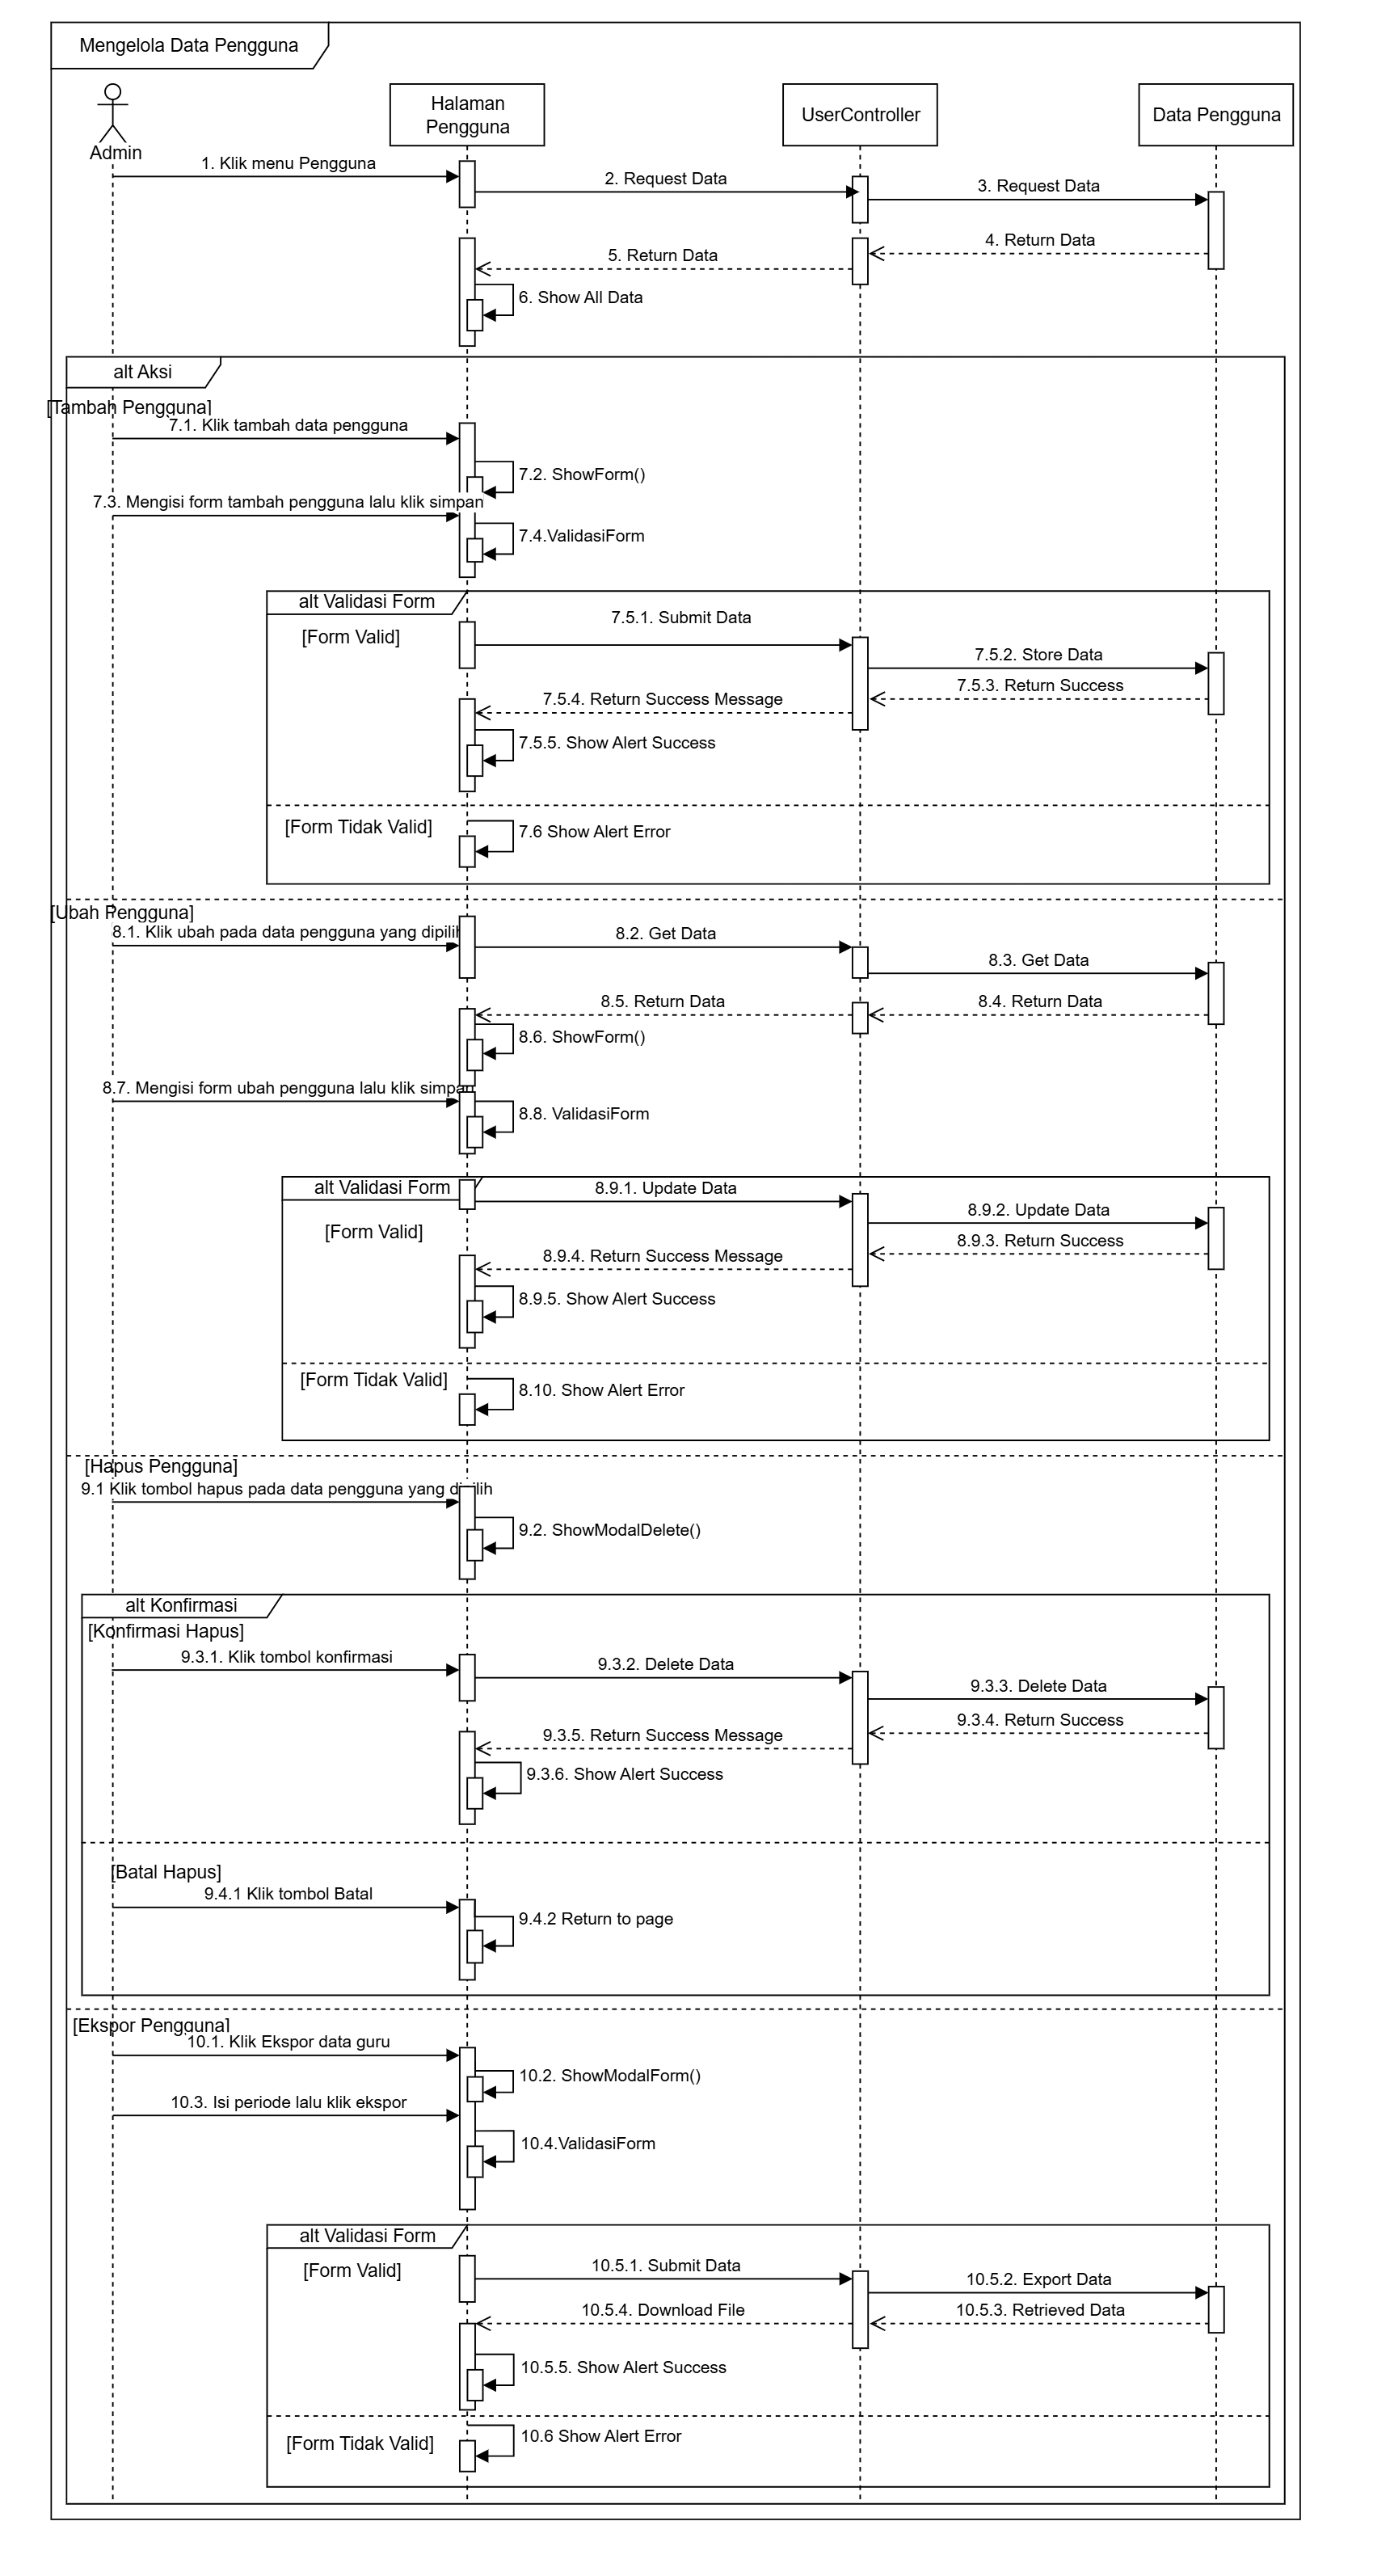 Mengelola Data Pengguna
Admin
Halaman
Pengguna
UserController
Data Pengguna
1. Klik menu Pengguna
2. Request Data
3. Request Data
4. Return Data
5. Return Data
6. Show All Data
alt Aksi
[Tambah Pengguna]
7.1. Klik tambah data pengguna
7.2. ShowForm()
7.3. Mengisi form tambah pengguna lalu klik simpan
7.4.ValidasiForm
alt Validasi Form
[Form Valid]
7.5.1. Submit Data
7.5.2. Store Data
7.5.3. Return Success
7.5.4. Return Success Message
7.5.5. Show Alert Success
[Form Tidak Valid]
7.6 Show Alert Error
[Ubah Pengguna]
8.1. Klik ubah pada data pengguna yang dipilih
8.2. Get Data
8.3. Get Data
8.4. Return Data
8.5. Return Data
8.6. ShowForm()
8.7. Mengisi form ubah pengguna lalu klik simpan
8.8. ValidasiForm
alt Validasi Form
[Form Valid]
8.9.1. Update Data
8.9.2. Update Data
8.9.3. Return Success
8.9.4. Return Success Message
8.9.5. Show Alert Success
[Form Tidak Valid]
8.10. Show Alert Error
[Hapus Pengguna]
9.1 Klik tombol hapus pada data pengguna yang dipilih
9.2. ShowModalDelete()
alt Konfirmasi
[Konfirmasi Hapus]
9.3.1. Klik tombol konfirmasi
9.3.2. Delete Data
9.3.3. Delete Data
9.3.4. Return Success
9.3.5. Return Success Message
9.3.6. Show Alert Success
[Batal Hapus]
9.4.1 Klik tombol Batal
9.4.2 Return to page
[Ekspor Pengguna]
10.1. Klik Ekspor data guru
10.2. ShowModalForm()
10.3. Isi periode lalu klik ekspor
10.4.ValidasiForm
alt Validasi Form
[Form Valid]
10.5.1. Submit Data
10.5.2. Export Data
10.5.3. Retrieved Data
10.5.4. Download File
10.5.5. Show Alert Success
[Form Tidak Valid]
10.6 Show Alert Error